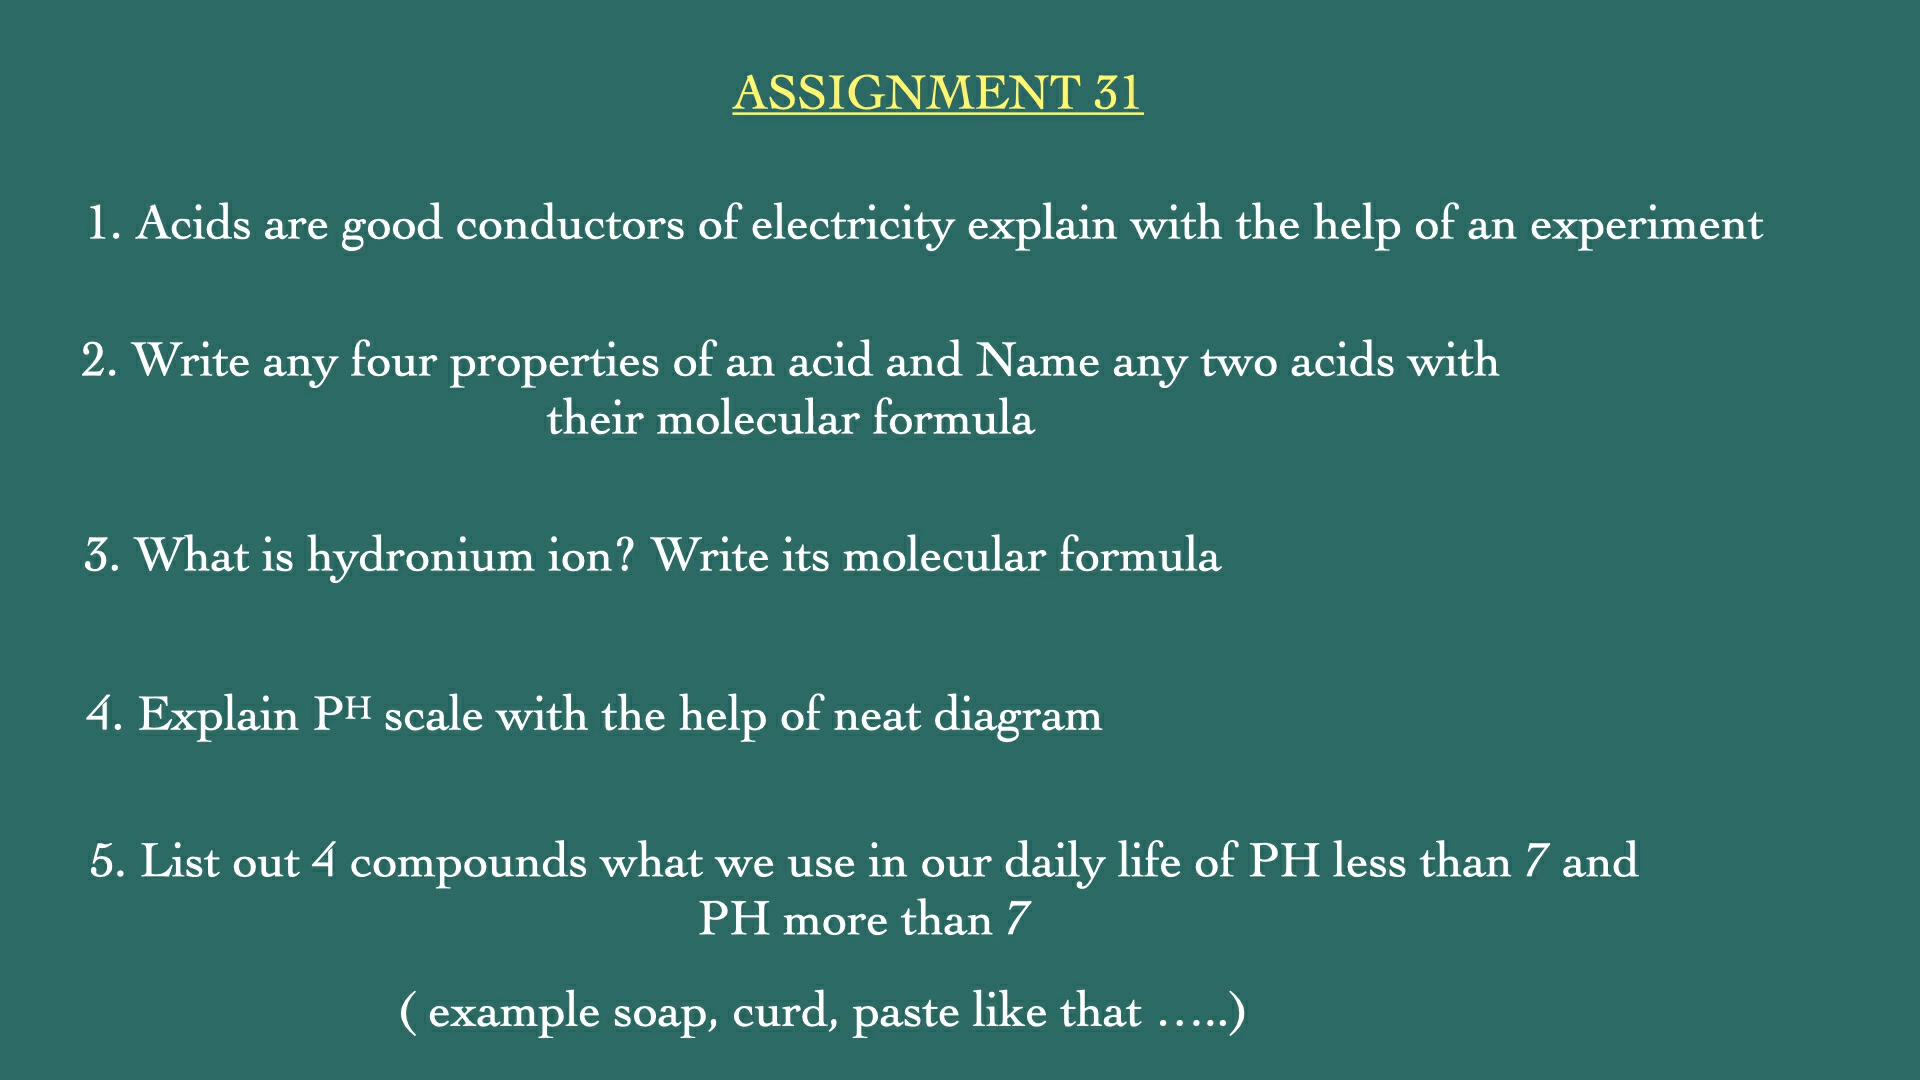 ASSIGNMENT 31
1. Acids are good conductors of electricity explain with the help of an experiment
2. Write any four properties of an acid and Name any two acids with
their molecular formula
3. What is hydronium ion? Write its molecular formula
4. Explain Pᴴ scale with the help of neat diagram
5. List out 4 compounds what we use in our daily life of PH less than 7 and
PH more than 7
( example soap, curd, paste like that …..)